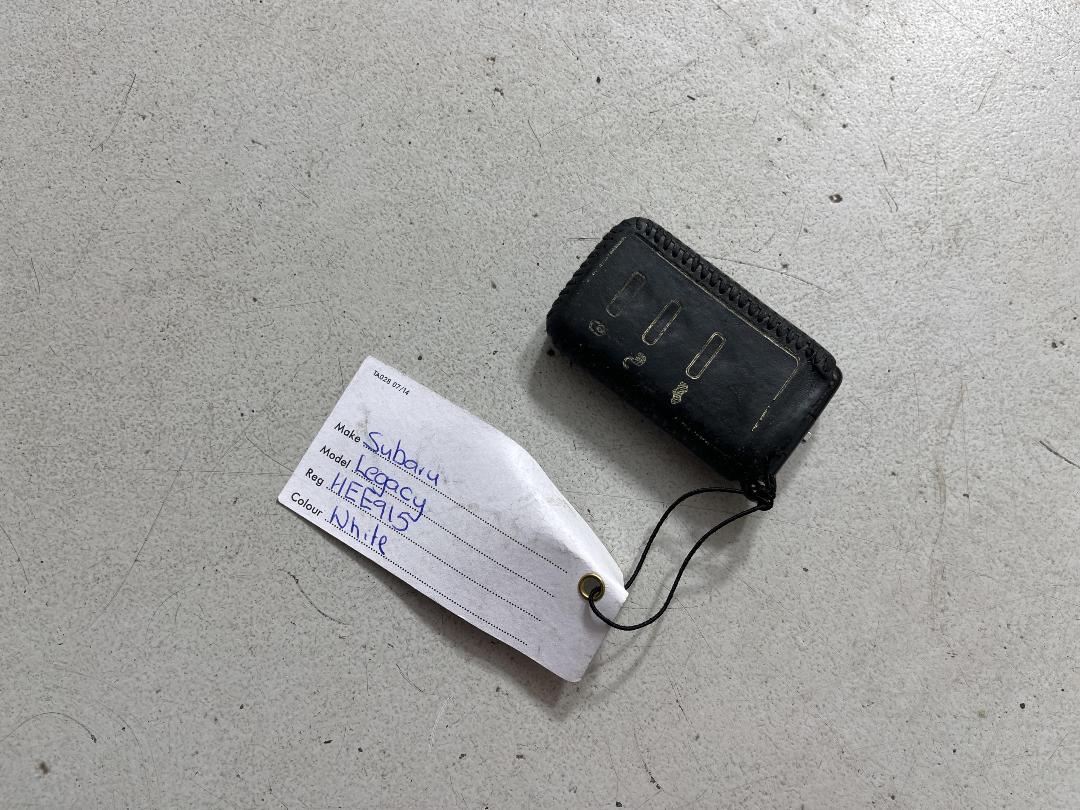 TA028 07/14
Make Subaru
Model Legacy
Reg HEE915
Colour White